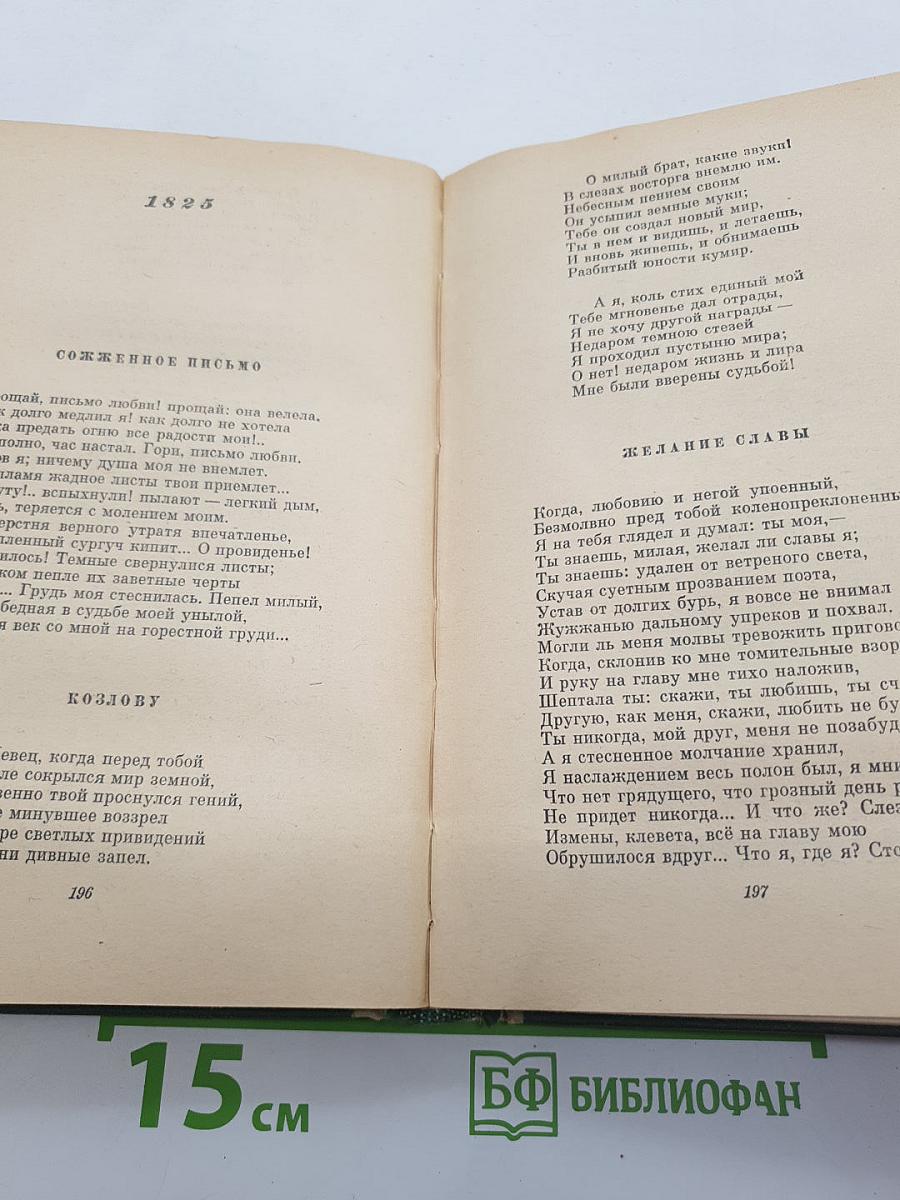 1825
СОЖЖЕННОЕ ПИСЬМО
ощай, письмо любви! прощай: она велела.
к долго медлил я! как долго не хотела
а предать огню все радости мои!..
полно, час настал. Гори, письмо любви.
ов я; ничему душа моя не внемлет.
ламя жадное листы твои приемлет...
уту!.. вспыхнули! пылают — легкий дым,
ь, теряется с молением моим.
ерстня верного утратя впечатленье,
пленный сургуч кипит... О провиденье!
илось! Темные свернулися листы;
ком пепле их заветные черты
... Грудь моя стеснилась. Пепел милый,
бедная в судьбе моей унылой,
я век со мной на горестной груди...
КОЗЛОВУ
Певец, когда перед тобой
ле сокрылся мир земной,
венно твой проснулся гений,
е минувшее воззрел
ре светлых привидений
ни дивные запел.
196
О милый брат, какие звуки!
В слезах восторга внемлю им.
Небесным пением своим
Он усыпил земные муки;
Тебе он создал новый мир,
Ты в нем и видишь, и летаешь,
И вновь живешь, и обнимаешь
Разбитый юности кумир.
А я, коль стих единый мой
Тебе мгновенье дал отрады,
Я не хочу другой награды —
Недаром темною стезей
Я проходил пустыню мира;
О нет! недаром жизнь и лира
Мне были вверены судьбой!
ЖЕЛАНИЕ СЛАВЫ
Когда, любовию и негой упоенный,
Безмолвно пред тобой коленопреклоненны
Я на тебя глядел и думал: ты моя,—
Ты знаешь, милая, желал ли славы я;
Ты знаешь: удален от ветреного света,
Скучая суетным прозванием поэта,
Устав от долгих бурь, я вовсе не внимал
Жужжанью дальному упреков и похвал.
Могли ль меня молвы тревожить приговс
Когда, склонив ко мне томительные взор
И руку на главу мне тихо наложив,
Шептала ты: скажи, ты любишь, ты сч
Другую, как меня, скажи, любить не бу
Ты никогда, мой друг, меня не позабуд
А я стесненное молчание хранил,
Я наслаждением весь полон был, я мни
Что нет грядущего, что грозный день р
Не придет никогда... И что же? Слез
Измены, клевета, всё на главу мою
Обрушилося вдруг... Что я, где я? Сто
197
15 см
БФ БИБЛИОФАН